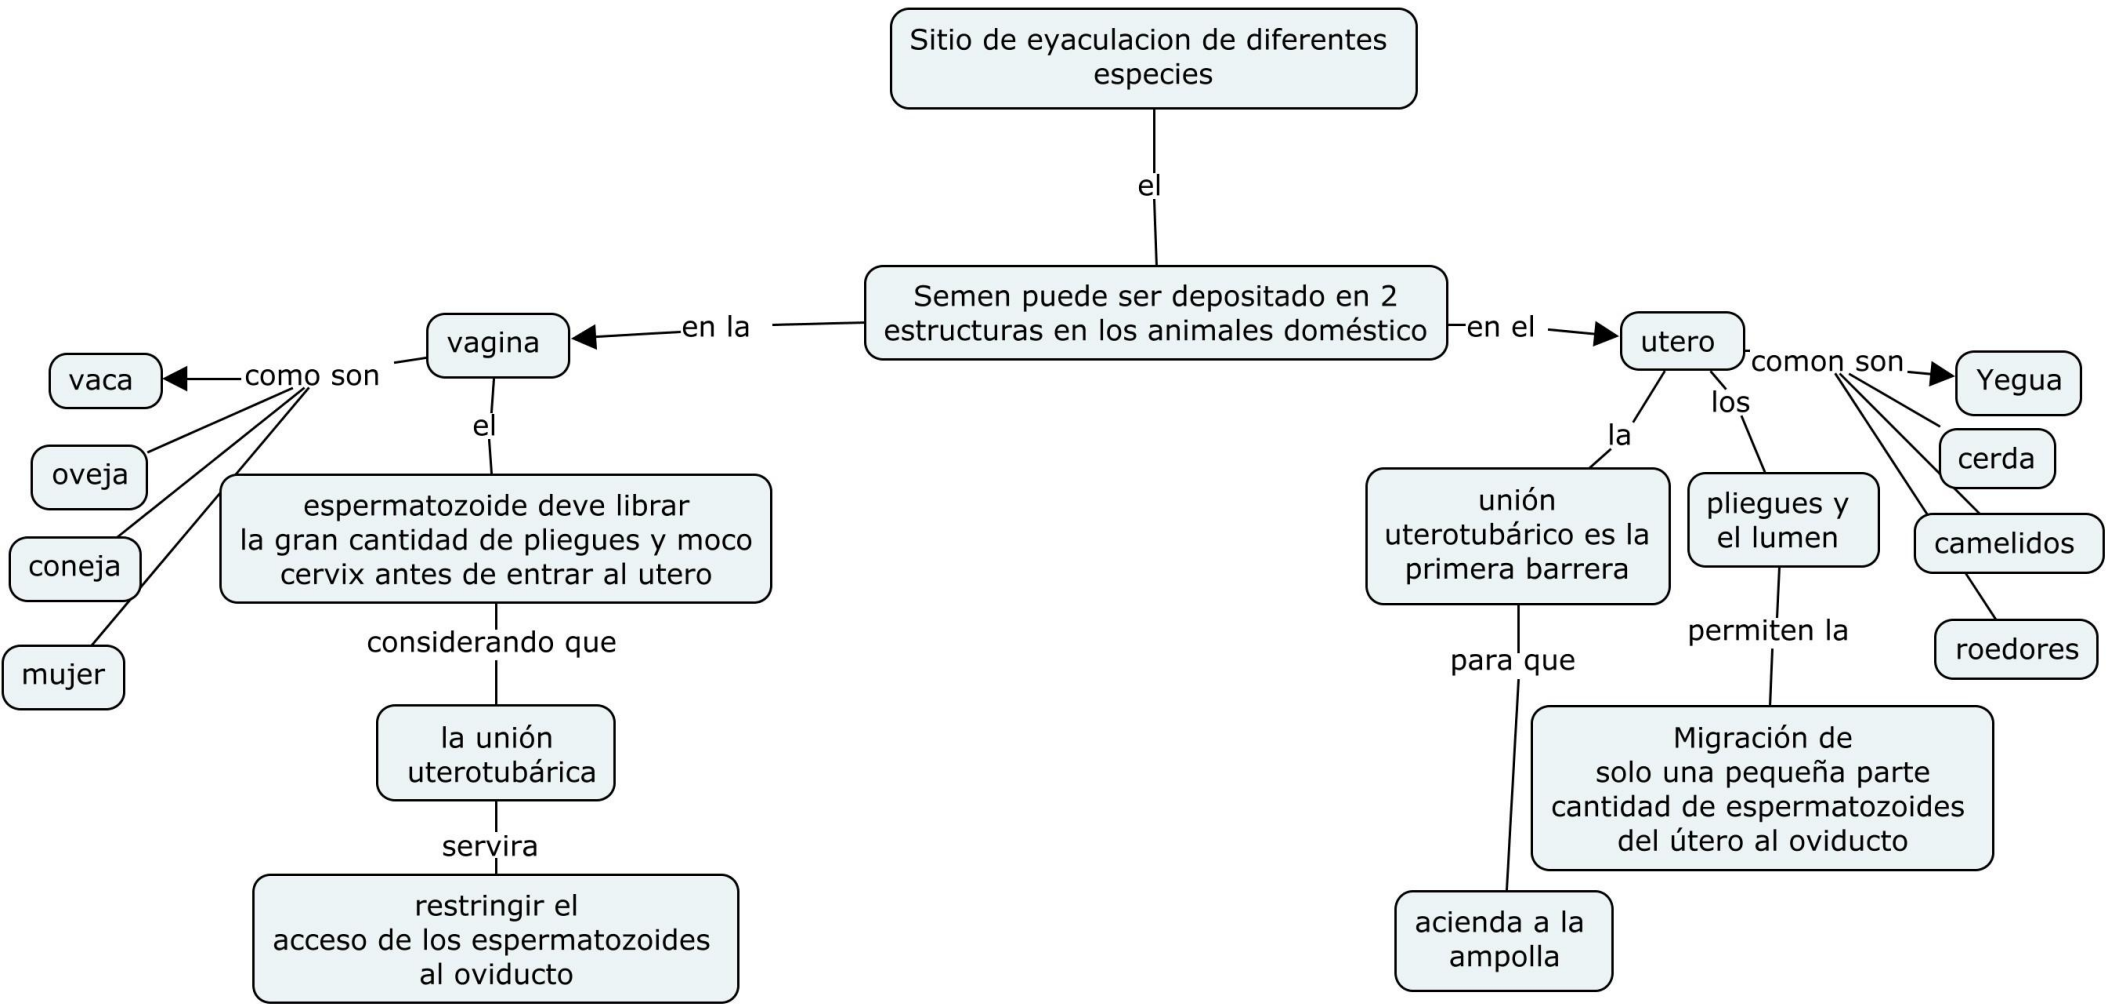 Sitio de eyaculacion de diferentes
especies
el
Semen puede ser depositado en 2
estructuras en los animales doméstico
en la
vagina
como son
vaca
oveja
coneja
mujer
el
espermatozoide deve librar
la gran cantidad de pliegues y moco
cervix antes de entrar al utero
considerando que
la unión
uterotubárica
servira
restringir el
acceso de los espermatozoides
al oviducto
en el
utero
comon son
Yegua
cerda
camelidos
roedores
la
unión
uterotubárico es la
primera barrera
para que
acienda a la
ampolla
los
pliegues y
el lumen
permiten la
Migración de
solo una pequeña parte
cantidad de espermatozoides
del útero al oviducto